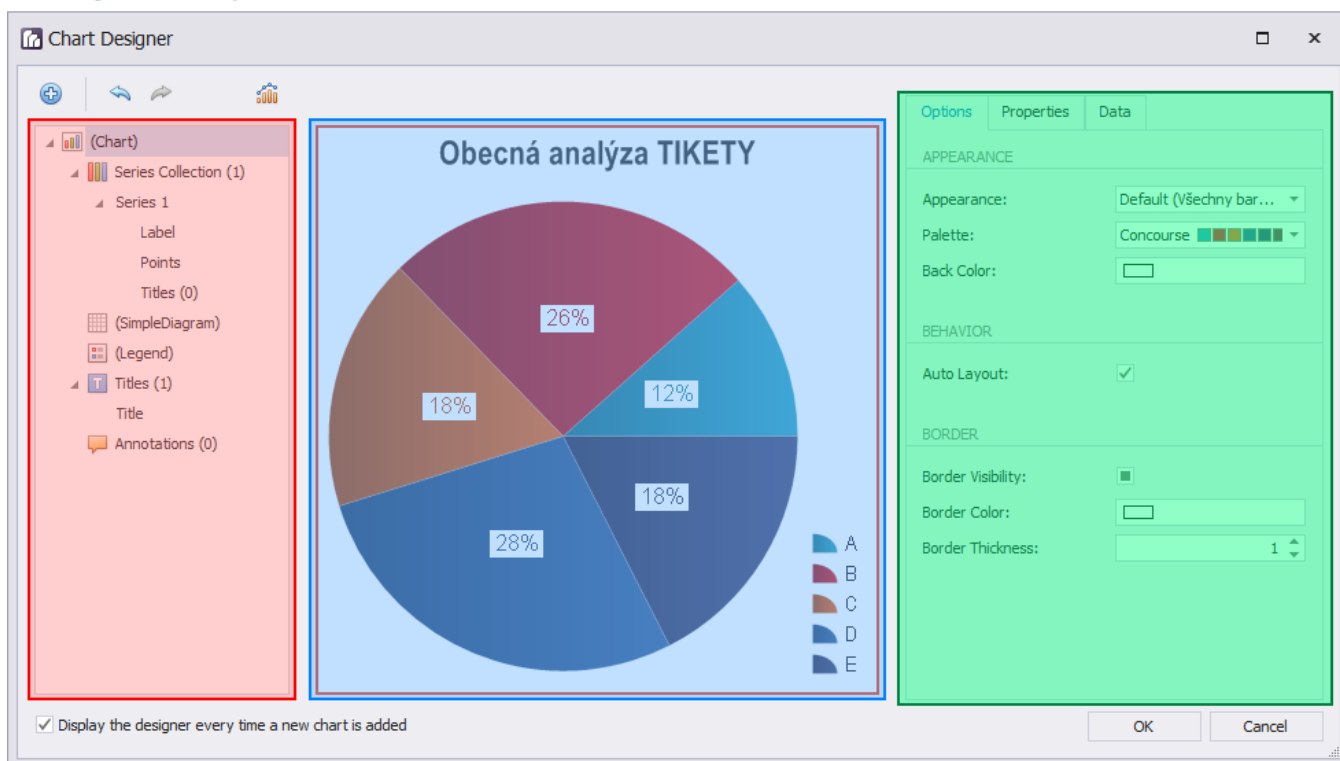 Chart Designer
(Chart)
Series Collection (1)
Series 1
Label
Points
Titles (0)
(SimpleDiagram)
(Legend)
Titles (1)
Title
Annotations (0)
Obecná analýza TIKETY
26%
12%
18%
18%
28%
A
B
C
D
E
Options Properties Data
APPEARANCE
Appearance: Default (Všechny bar...
Palette: Concourse
Back Color:
BEHAVIOR
Auto Layout:
BORDER
Border Visibility:
Border Color:
Border Thickness: 1
Display the designer every time a new chart is added
OK Cancel